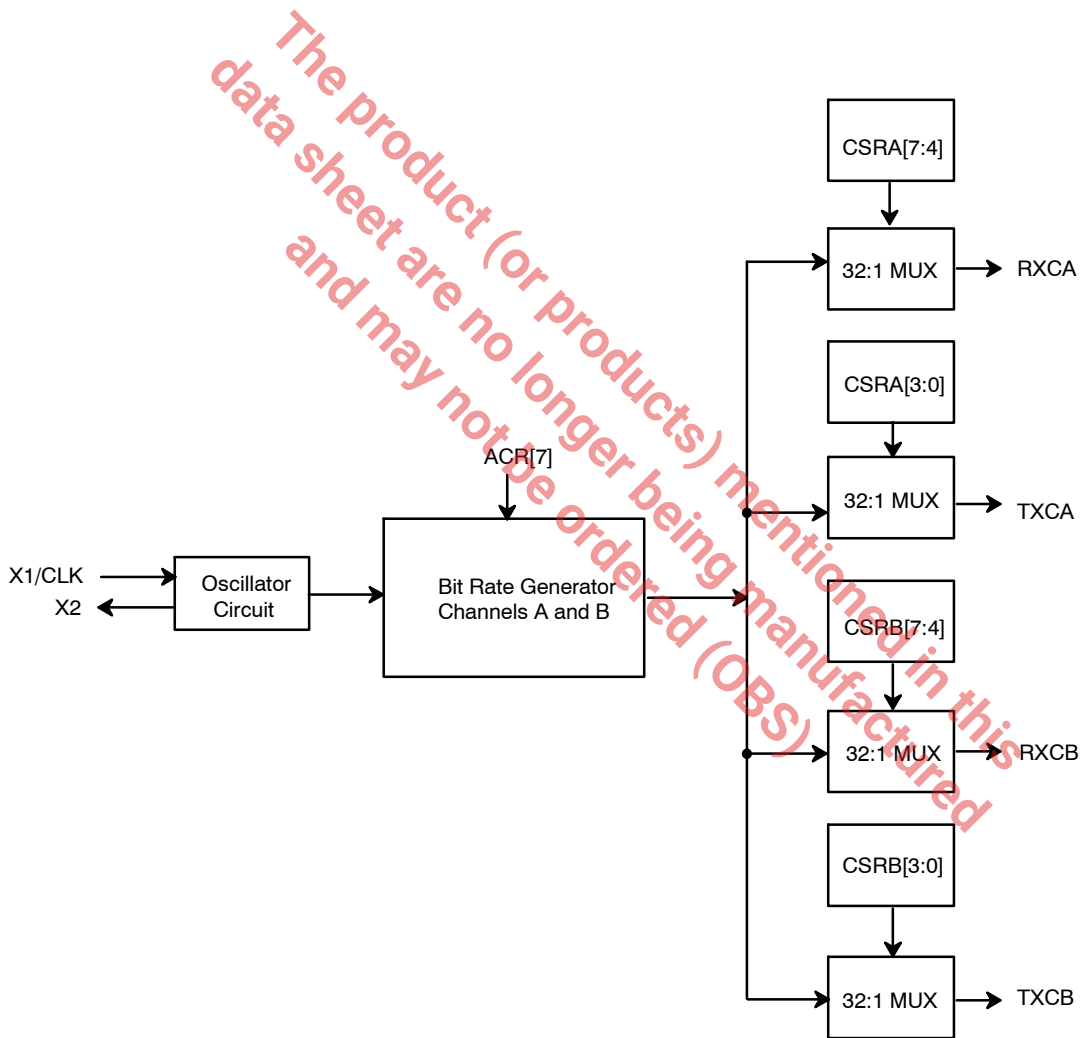 The product (or products) mentioned in this
data sheet are no longer being manufactured
and may not be ordered (OBS)
CSRA[7:4]
32:1 MUX
RXCA
CSRA[3:0]
32:1 MUX
TXCA
ACR[7]
X1/CLK
X2
Oscillator
Circuit
Bit Rate Generator
Channels A and B
CSRB[7:4]
32:1 MUX
RXCB
CSRB[3:0]
32:1 MUX
TXCB